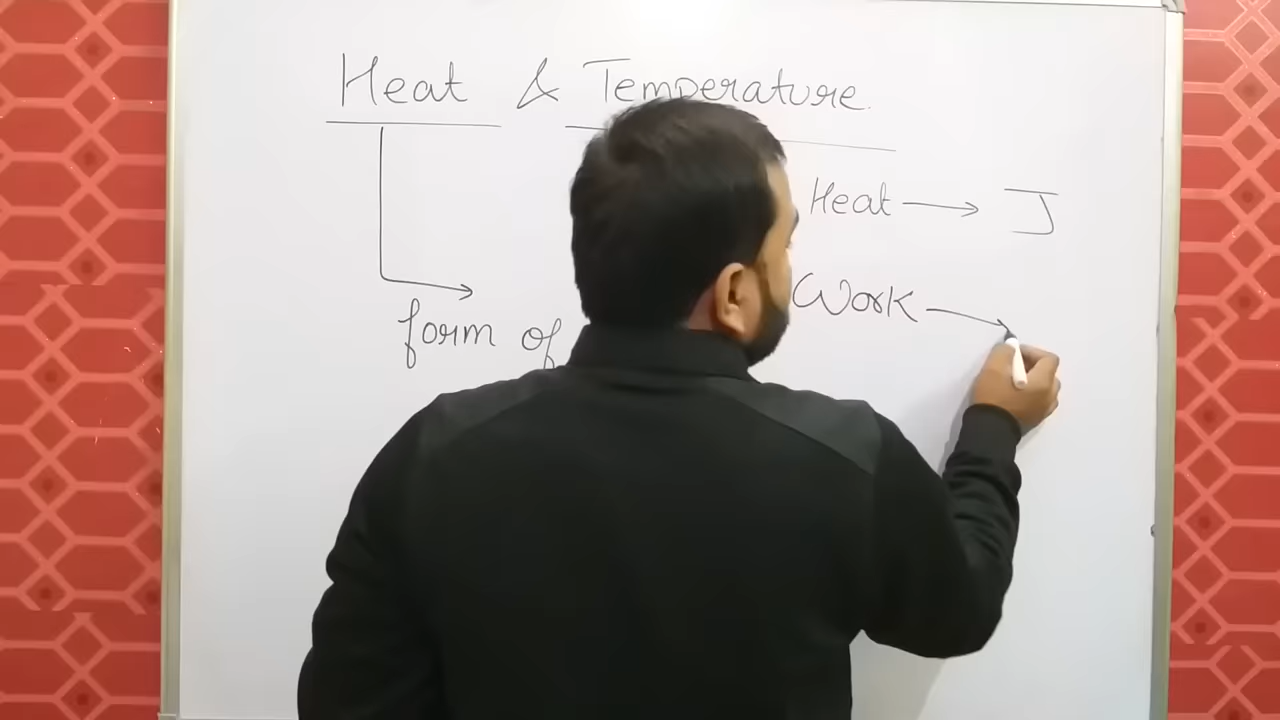 Heat & Temperature.
Heat → J
Work →
form of